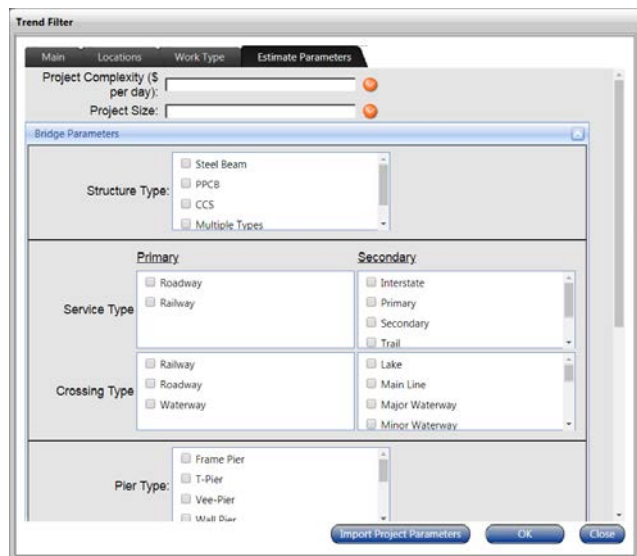 Trend Filter
Main Locations Work Type Estimate Parameters
Project Complexity ($
per day):
Project Size:
Bridge Parameters
Structure Type:
Steel Beam
PPCB
CCS
Multiple Types
Primary Secondary
Service Type
Roadway
Railway
Interstate
Primary
Secondary
Trail
Crossing Type
Railway
Roadway
Waterway
Lake
Main Line
Major Waterway
Minor Waterway
Pier Type:
Frame Pier
T-Pier
Vee-Pier
Wall Pier
Import Project Parameters OK Close